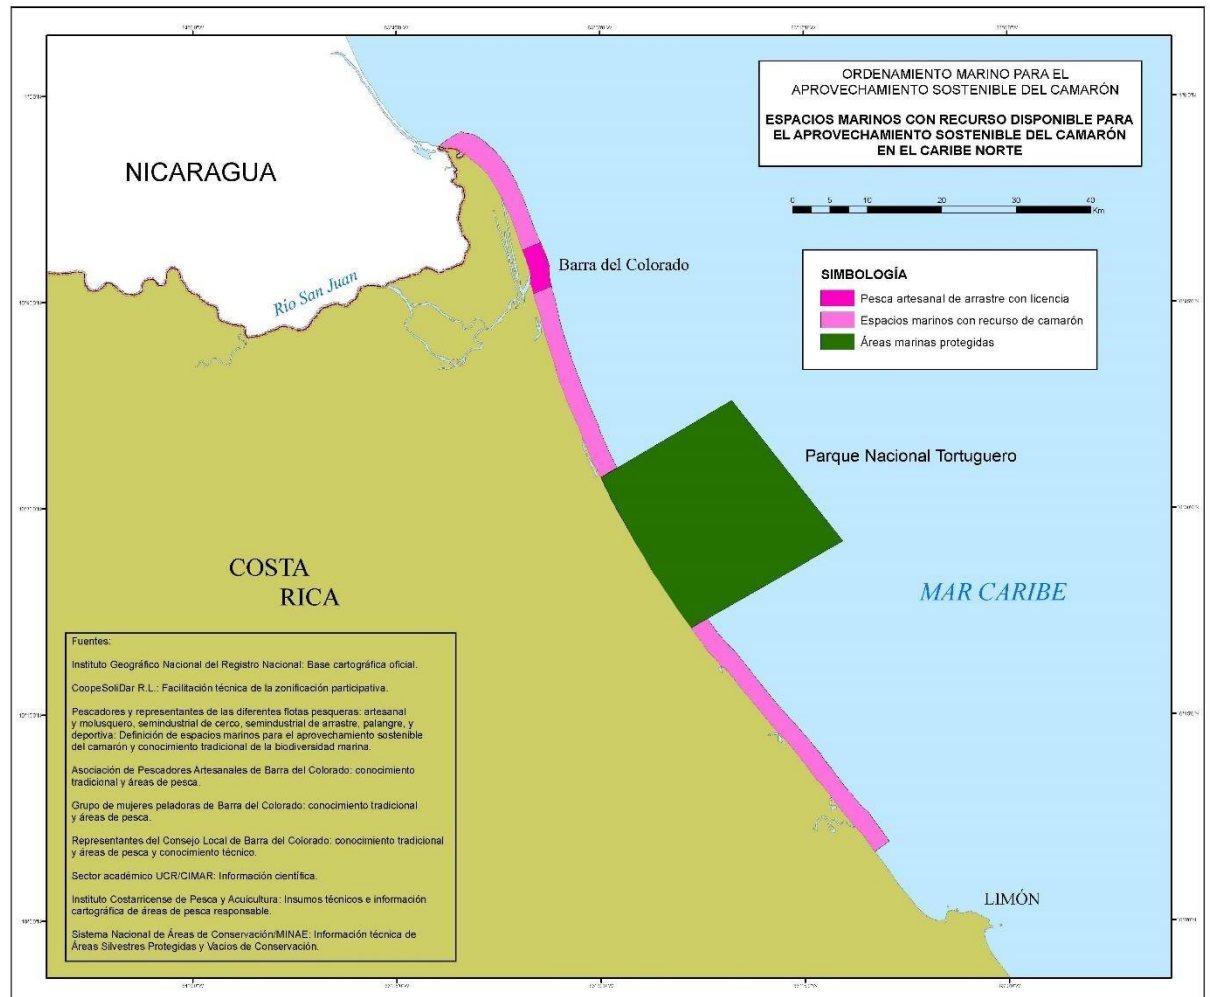 ORDENAMIENTO MARINO PARA EL
APROVECHAMIENTO SOSTENIBLE DEL CAMARÓN
ESPACIOS MARINOS CON RECURSO DISPONIBLE PARA
EL APROVECHAMIENTO SOSTENIBLE DEL CAMARÓN
EN EL CARIBE NORTE
NICARAGUA
0 5 10 20 30 40
Km
Barra del Colorado
Río San Juan
SIMBOLOGÍA
Pesca artesanal de arrastre con licencia
Espacios marinos con recurso de camarón
Áreas marinas protegidas
Parque Nacional Tortuguero
COSTA
RICA
MAR CARIBE
Fuentes:
Instituto Geográfico Nacional del Registro Nacional: Base cartográfica oficial.
CoopeSoliDar R.L.: Facilitación técnica de la zonificación participativa.
Pescadores y representantes de las diferentes flotas pesqueras: artesanal
y molusquero, semindustrial de cerco, semindustrial de arrastre, palangre, y
deportiva: Definición de espacios marinos para el aprovechamiento sostenible
del camarón y conocimiento tradicional de la biodiversidad marina.
Asociación de Pescadores Artesanales de Barra del Colorado: conocimiento
tradicional y áreas de pesca.
Grupo de mujeres peladoras de Barra del Colorado: conocimiento tradicional
y áreas de pesca.
Representantes del Consejo Local de Barra del Colorado: conocimiento tradicional
y áreas de pesca y conocimiento técnico.
Sector académico UCR/CIMAR: Información científica.
Instituto Costarricense de Pesca y Acuicultura: Insumos técnicos e información
cartográfica de áreas de pesca responsable.
Sistema Nacional de Áreas de Conservación/MINAE: Información técnica de
Áreas Silvestres Protegidas y Vacios de Conservación.
LIMÓN